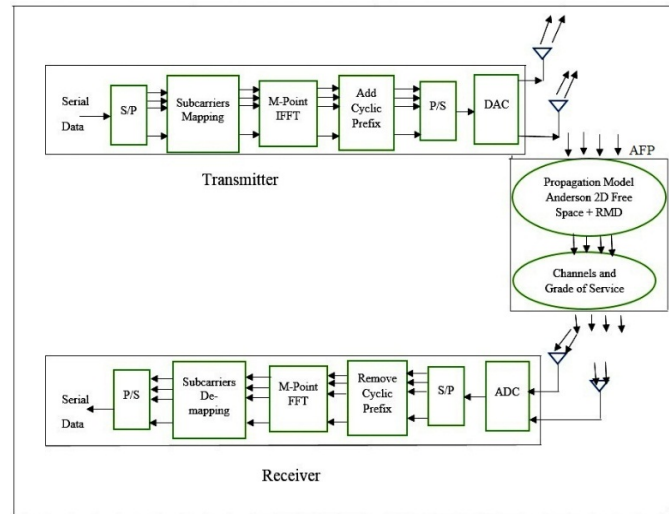 Serial
Data
S/P
Subcarriers
Mapping
M-Point
IFFT
Add
Cyclic
Prefix
P/S
DAC
Transmitter
AFP
Propagation Model
Anderson 2D Free
Space + RMD
Channels and
Grade of Service
Serial
Data
P/S
Subcarriers
De-
mapping
M-Point
FFT
Remove
Cyclic
Prefix
S/P
ADC
Receiver